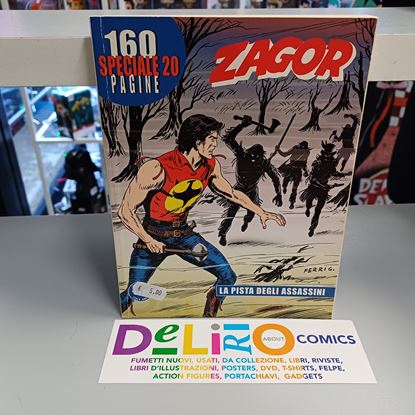 160
SPECIALE 20
PAGINE
ZAGOR
FERRI G.
LA PISTA DEGLI ASSASSINI
€ 5,00
DELiRiO ABOUT COMICS
FUMETTI NUOVI, USATI, DA COLLEZIONE, LIBRI, RIVISTE,
LIBRI D'ILLUSTRAZIONI, POSTERS, DVD, T-SHIRTS, FELPE,
ACTION FIGURES, PORTACHIAVI, GADGETS